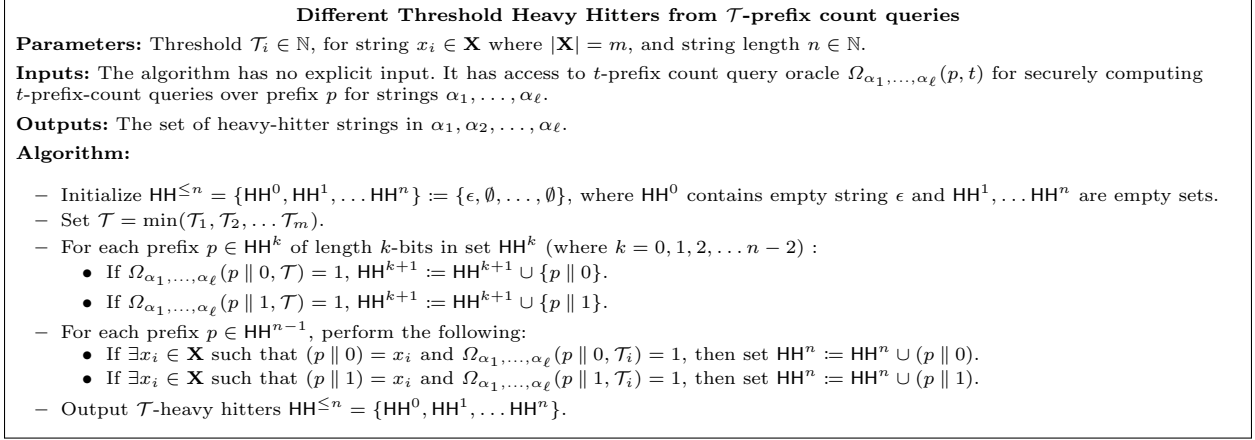 Different Threshold Heavy Hitters from 𝒯-prefix count queries
Parameters: Threshold 𝒯ᵢ ∈ ℕ, for string xᵢ ∈ X where |X| = m, and string length n ∈ ℕ.
Inputs: The algorithm has no explicit input. It has access to t-prefix count query oracle Ω_{α₁,...,α_ℓ}(p, t) for securely computing
t-prefix-count queries over prefix p for strings α₁, . . . , α_ℓ.
Outputs: The set of heavy-hitter strings in α₁, α₂, . . . , α_ℓ.
Algorithm:
– Initialize HH^{≤n} = {HH⁰, HH¹, . . . HHⁿ} := {ϵ, ∅, . . . , ∅}, where HH⁰ contains empty string ϵ and HH¹, . . . HHⁿ are empty sets.
– Set 𝒯 = min(𝒯₁, 𝒯₂, . . . 𝒯ₘ).
– For each prefix p ∈ HHᵏ of length k-bits in set HHᵏ (where k = 0, 1, 2, . . . n − 2) :
• If Ω_{α₁,...,α_ℓ}(p ∥ 0, 𝒯) = 1, HH^{k+1} := HH^{k+1} ∪ {p ∥ 0}.
• If Ω_{α₁,...,α_ℓ}(p ∥ 1, 𝒯) = 1, HH^{k+1} := HH^{k+1} ∪ {p ∥ 1}.
– For each prefix p ∈ HH^{n−1}, perform the following:
• If ∃xᵢ ∈ X such that (p ∥ 0) = xᵢ and Ω_{α₁,...,α_ℓ}(p ∥ 0, 𝒯ᵢ) = 1, then set HHⁿ := HHⁿ ∪ (p ∥ 0).
• If ∃xᵢ ∈ X such that (p ∥ 1) = xᵢ and Ω_{α₁,...,α_ℓ}(p ∥ 1, 𝒯ᵢ) = 1, then set HHⁿ := HHⁿ ∪ (p ∥ 1).
– Output 𝒯-heavy hitters HH^{≤n} = {HH⁰, HH¹, . . . HHⁿ}.